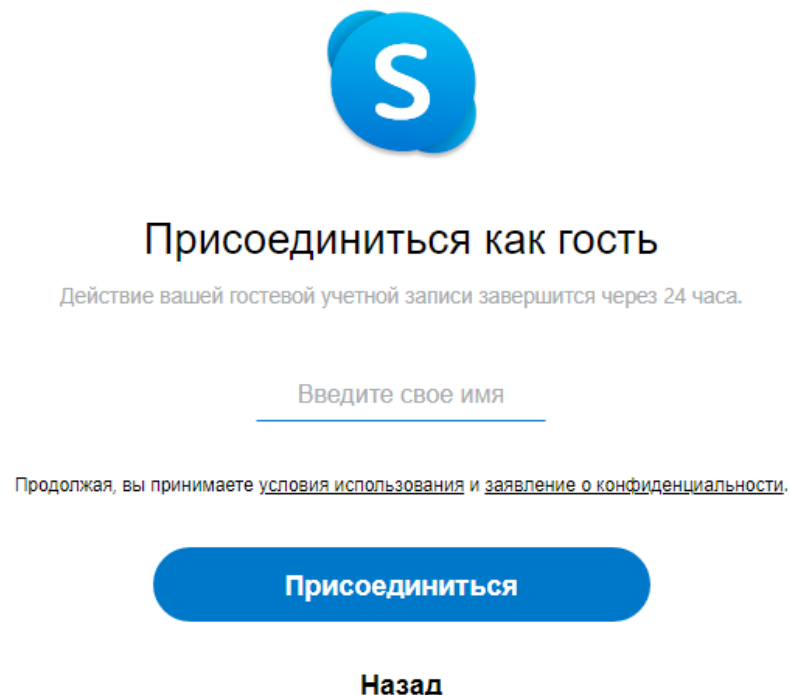 S
Присоединиться как гость
Действие вашей гостевой учетной записи завершится через 24 часа.
Введите свое имя
Продолжая, вы принимаете условия использования и заявление о конфиденциальности.
Присоединиться
Назад